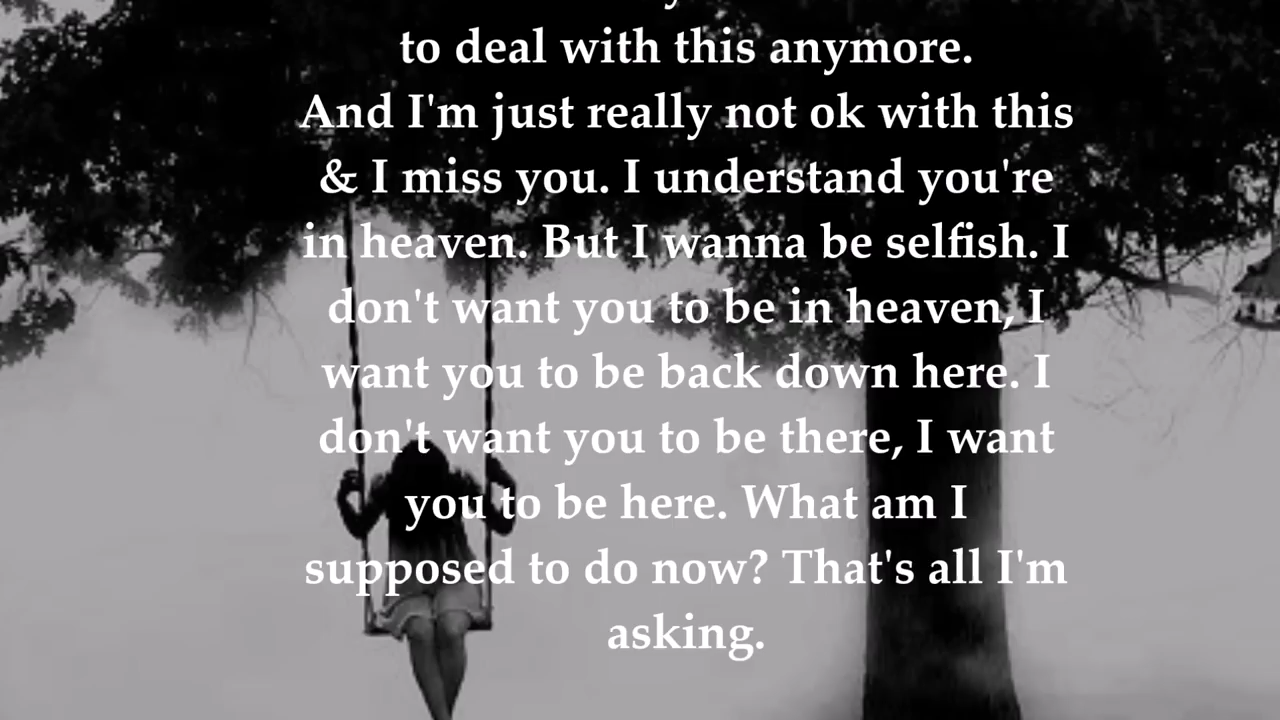 to deal with this anymore.
And I'm just really not ok with this
& I miss you. I understand you're
in heaven. But I wanna be selfish. I
don't want you to be in heaven, I
want you to be back down here. I
don't want you to be there, I want
you to be here. What am I
supposed to do now? That's all I'm
asking.